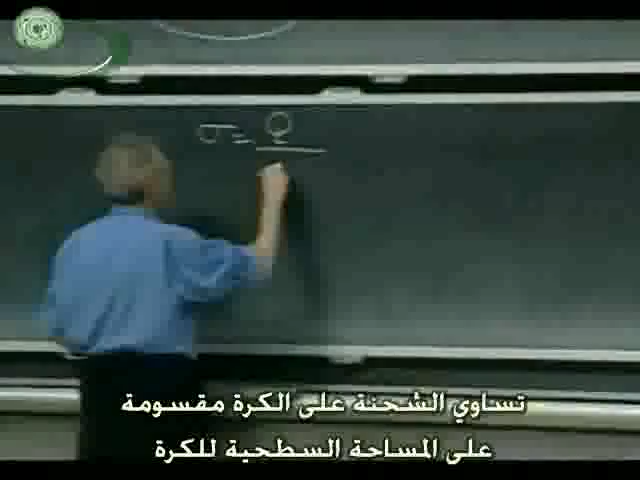 σ = Q
تساوي الشحنة على الكرة مقسومة
على المساحة السطحية للكرة